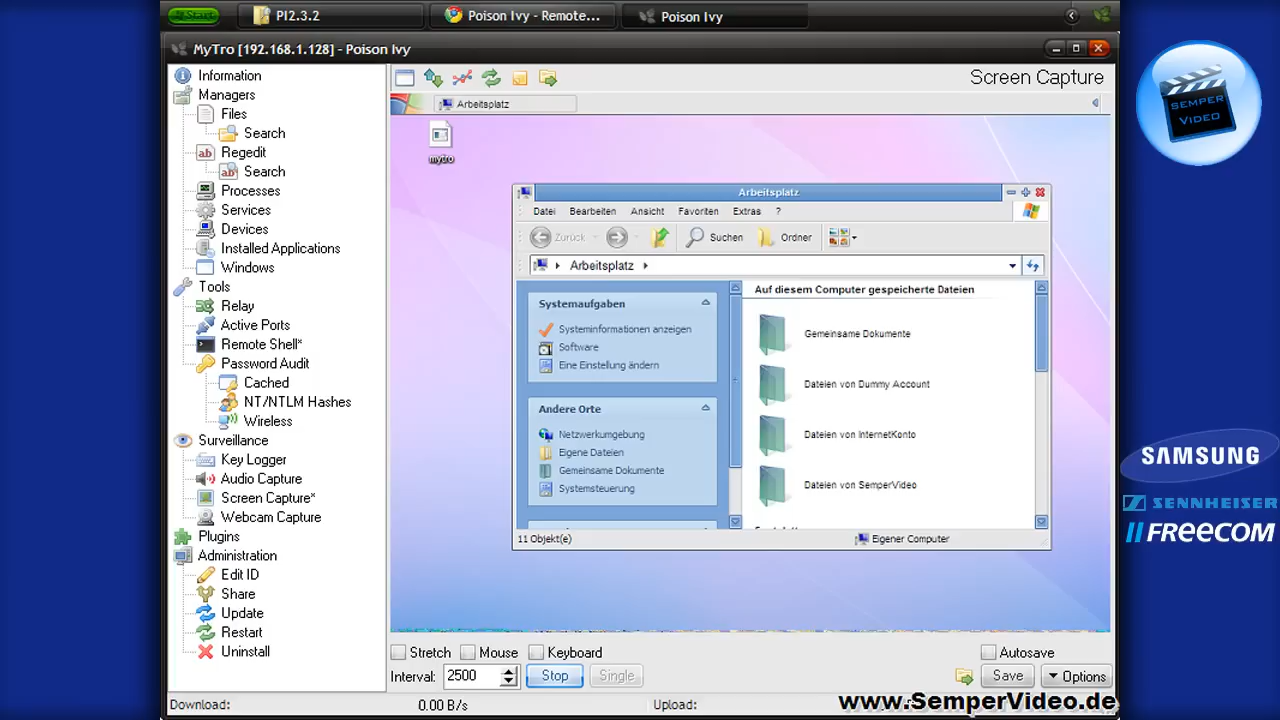 Start
PI2.3.2
Poison Ivy - Remote...
Poison Ivy
MyTro [192.168.1.128] - Poison Ivy
Information
Managers
Files
Search
Regedit
Search
Processes
Services
Devices
Installed Applications
Windows
Tools
Relay
Active Ports
Remote Shell*
Password Audit
Cached
NT/NTLM Hashes
Wireless
Surveillance
Key Logger
Audio Capture
Screen Capture*
Webcam Capture
Plugins
Administration
Edit ID
Share
Update
Restart
Uninstall
Screen Capture
Arbeitsplatz
mytro
Arbeitsplatz
Datei Bearbeiten Ansicht Favoriten Extras ?
Zurück Suchen Ordner
Arbeitsplatz
Systemaufgaben
Systeminformationen anzeigen
Software
Eine Einstellung ändern
Andere Orte
Netzwerkumgebung
Eigene Dateien
Gemeinsame Dokumente
Systemsteuerung
Auf diesem Computer gespeicherte Dateien
Gemeinsame Dokumente
Dateien von Dummy Account
Dateien von InternetKonto
Dateien von SemperVideo
11 Objekt(e) Eigener Computer
Stretch Mouse Keyboard Autosave
Interval: 2500 Stop Single Save Options
Download: 0.00 B/s Upload:
www.SemperVideo.de
SEMPER
VIDEO
SAMSUNG
SENNHEISER
FREECOM